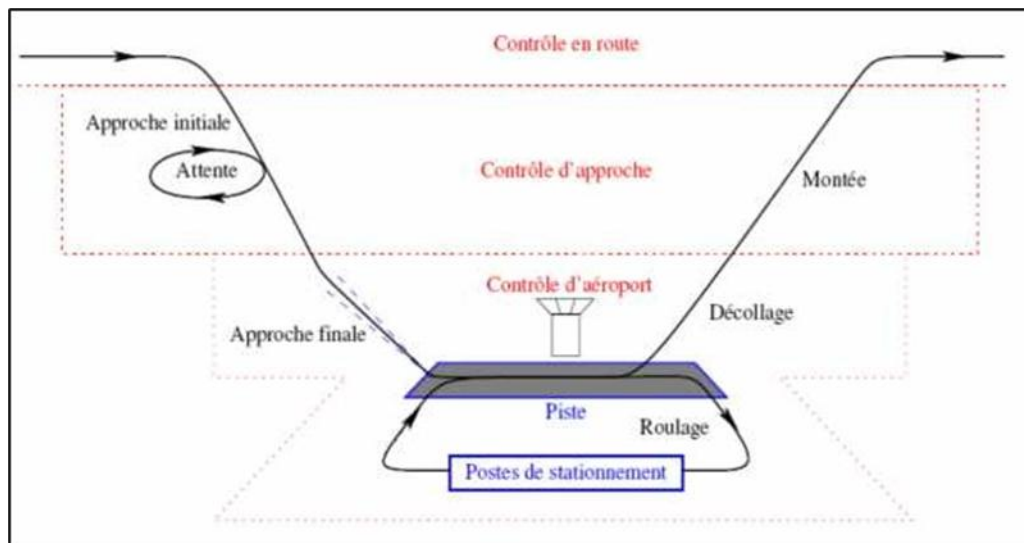 Contrôle en route
Approche initiale
Attente
Contrôle d'approche
Montée
Contrôle d'aéroport
Décollage
Approche finale
Piste
Roulage
Postes de stationnement